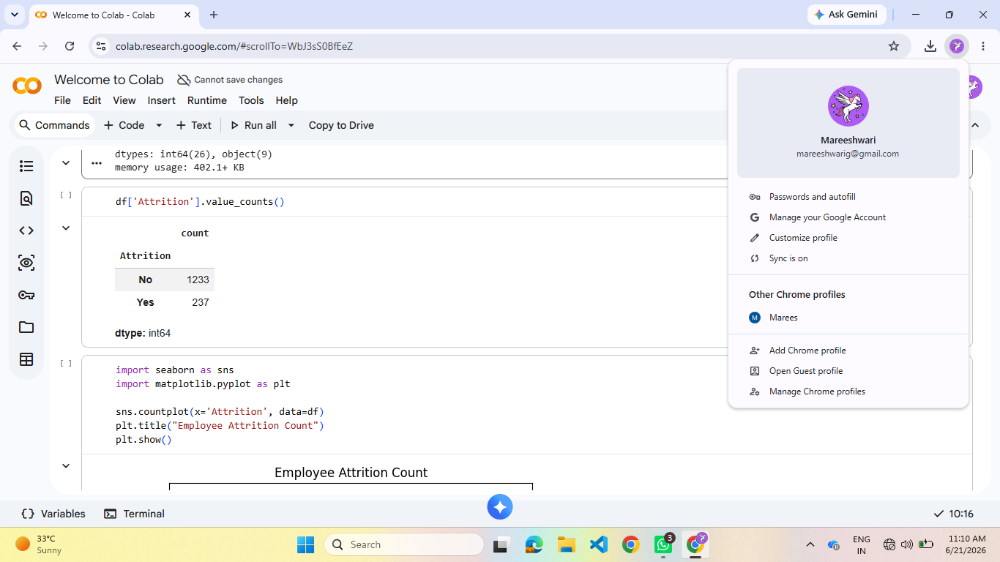 Welcome to Colab - Colab
Ask Gemini
colab.research.google.com/#scrollTo=WbJ3sS0BfEeZ
Welcome to Colab
Cannot save changes
File Edit View Insert Runtime Tools Help
Commands + Code + Text Run all Copy to Drive
dtypes: int64(26), object(9)
memory usage: 402.1+ KB
[ ]
df['Attrition'].value_counts()
count
Attrition
No 1233
Yes 237
dtype: int64
[ ]
import seaborn as sns
import matplotlib.pyplot as plt
sns.countplot(x='Attrition', data=df)
plt.title("Employee Attrition Count")
plt.show()
Employee Attrition Count
Mareeshwari
mareeshwarig@gmail.com
Passwords and autofill
Manage your Google Account
Customize profile
Sync is on
Other Chrome profiles
M Marees
Add Chrome profile
Open Guest profile
Manage Chrome profiles
Variables Terminal
10:16
33°C
Sunny
Search
3
ENG
IN
11:10 AM
6/21/2026